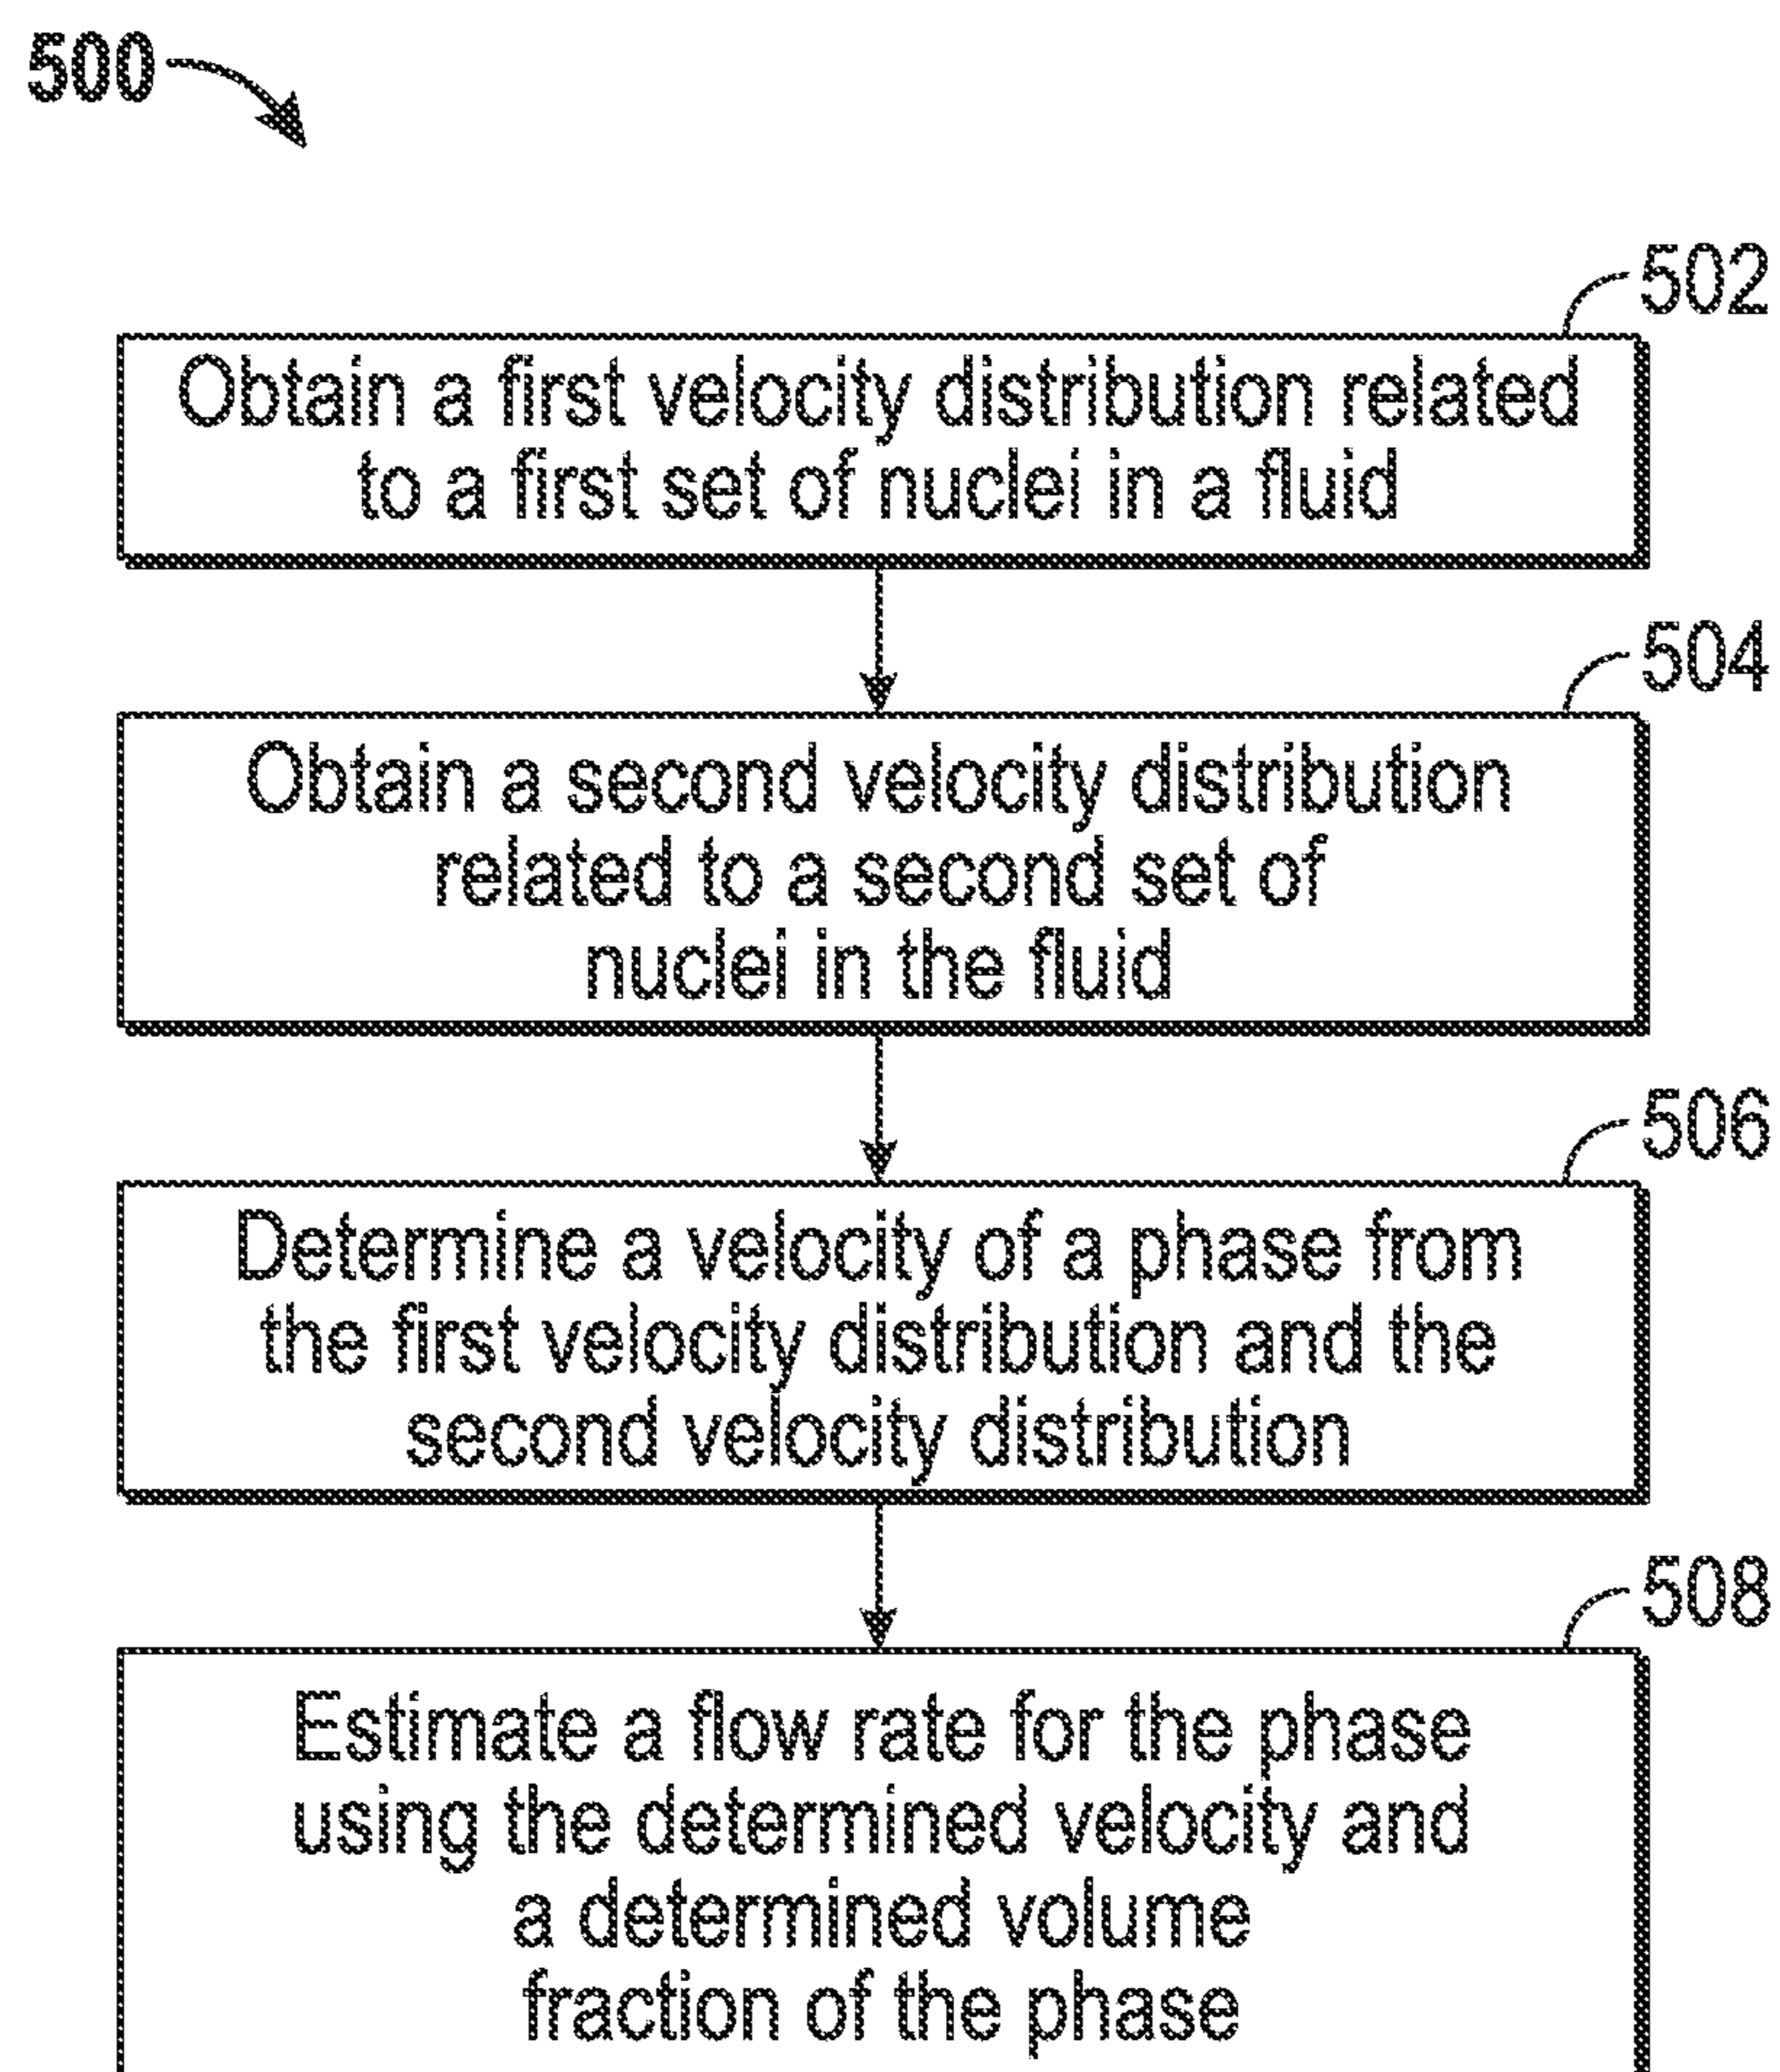 500
502
Obtain a first velocity distribution related
to a first set of nuclei in a fluid
504
Obtain a second velocity distribution
related to a second set of
nuclei in the fluid
506
Determine a velocity of a phase from
the first velocity distribution and the
second velocity distribution
508
Estimate a flow rate for the phase
using the determined velocity and
a determined volume
fraction of the phase